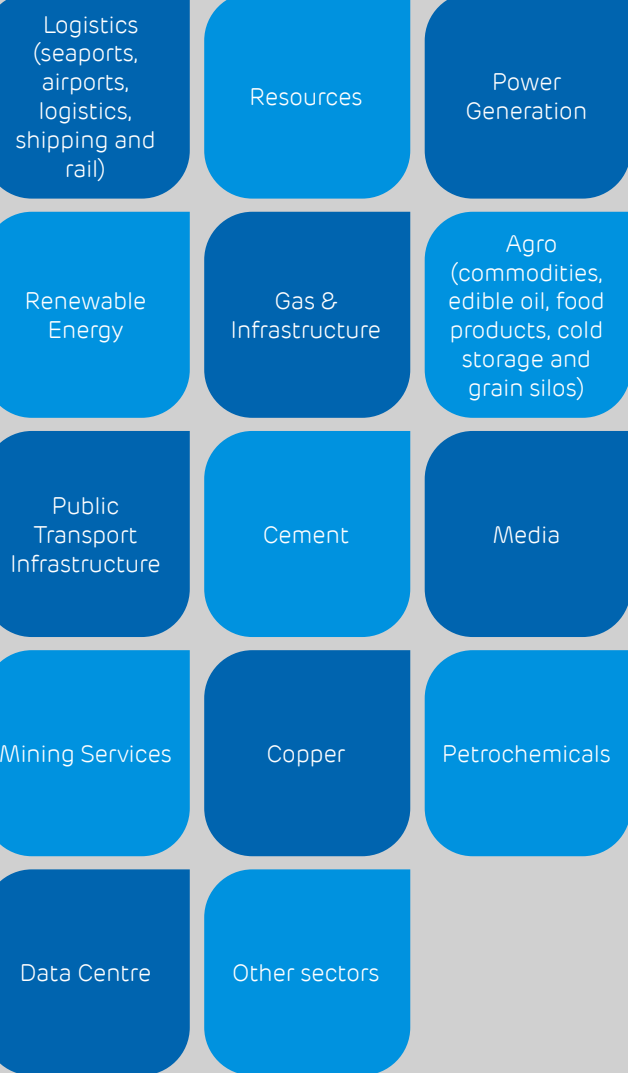 Logistics
(seaports,
airports,
logistics,
shipping and
rail)
Resources
Power
Generation
Renewable
Energy
Gas &
Infrastructure
Agro
(commodities,
edible oil, food
products, cold
storage and
grain silos)
Public
Transport
Infrastructure
Cement
Media
Mining Services
Copper
Petrochemicals
Data Centre
Other sectors